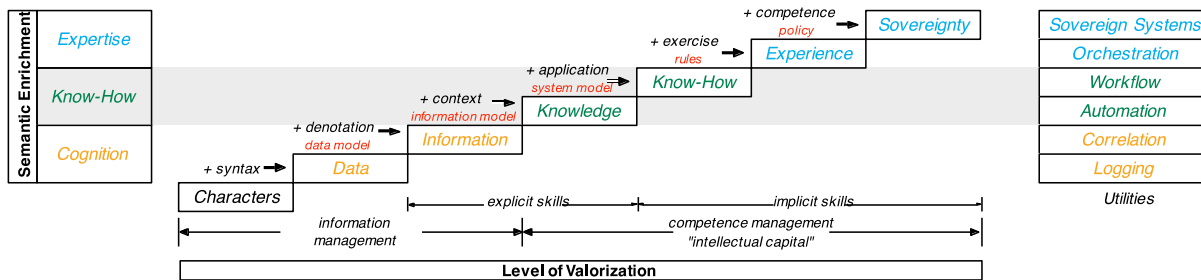 Semantic Enrichment
Expertise
Know-How
Cognition
+ competence
policy
Sovereignty
+ exercise
rules
Experience
+ application
system model
Know-How
+ context
information model
Knowledge
+ denotation
data model
Information
+ syntax
Data
Characters
Sovereign Systems
Orchestration
Workflow
Automation
Correlation
Logging
Utilities
explicit skills
implicit skills
information
management
competence management
"intellectual capital"
Level of Valorization